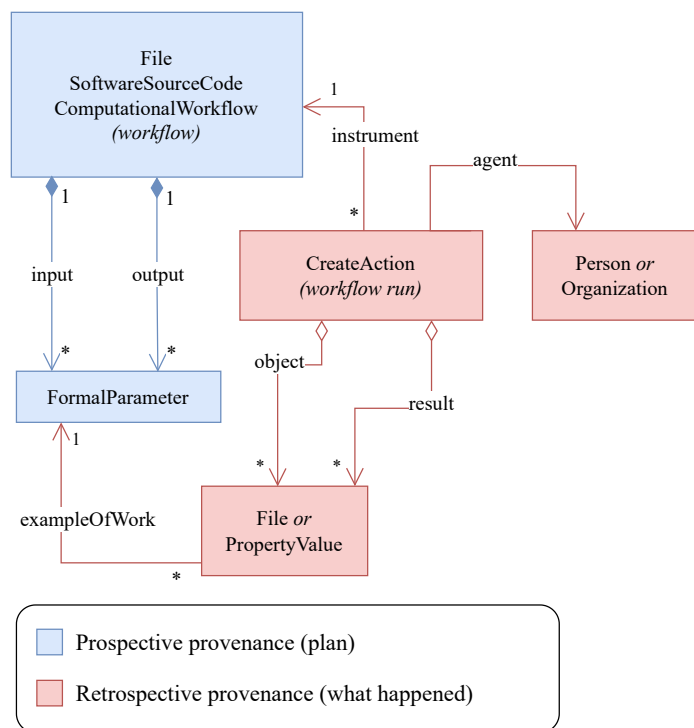 File
SoftwareSourceCode
ComputationalWorkflow
(workflow)
1
instrument
agent
1
1
*
input
output
CreateAction
(workflow run)
Person or
Organization
*
*
object
FormalParameter
result
1
*
*
exampleOfWork
File or
PropertyValue
*
Prospective provenance (plan)
Retrospective provenance (what happened)